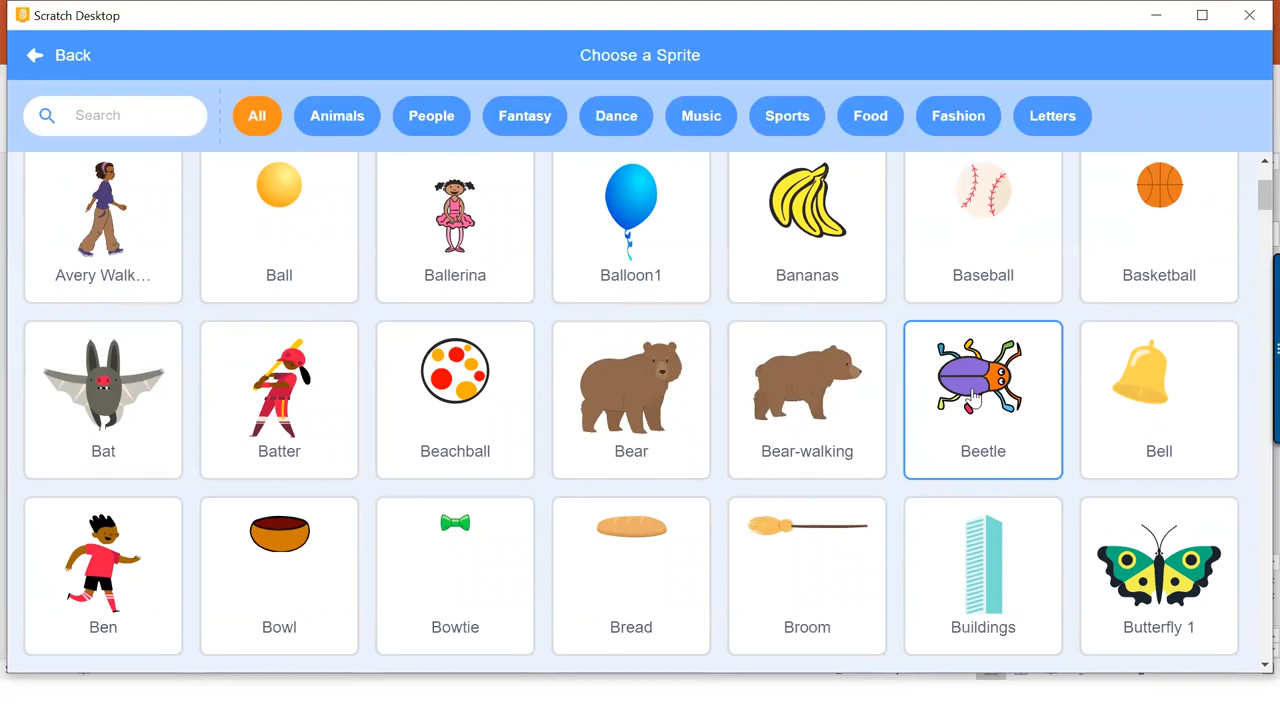 Scratch Desktop
Back
Choose a Sprite
Search
All
Animals
People
Fantasy
Dance
Music
Sports
Food
Fashion
Letters
Avery Walk...
Ball
Ballerina
Balloon1
Bananas
Baseball
Basketball
Bat
Batter
Beachball
Bear
Bear-walking
Beetle
Bell
Ben
Bowl
Bowtie
Bread
Broom
Buildings
Butterfly 1